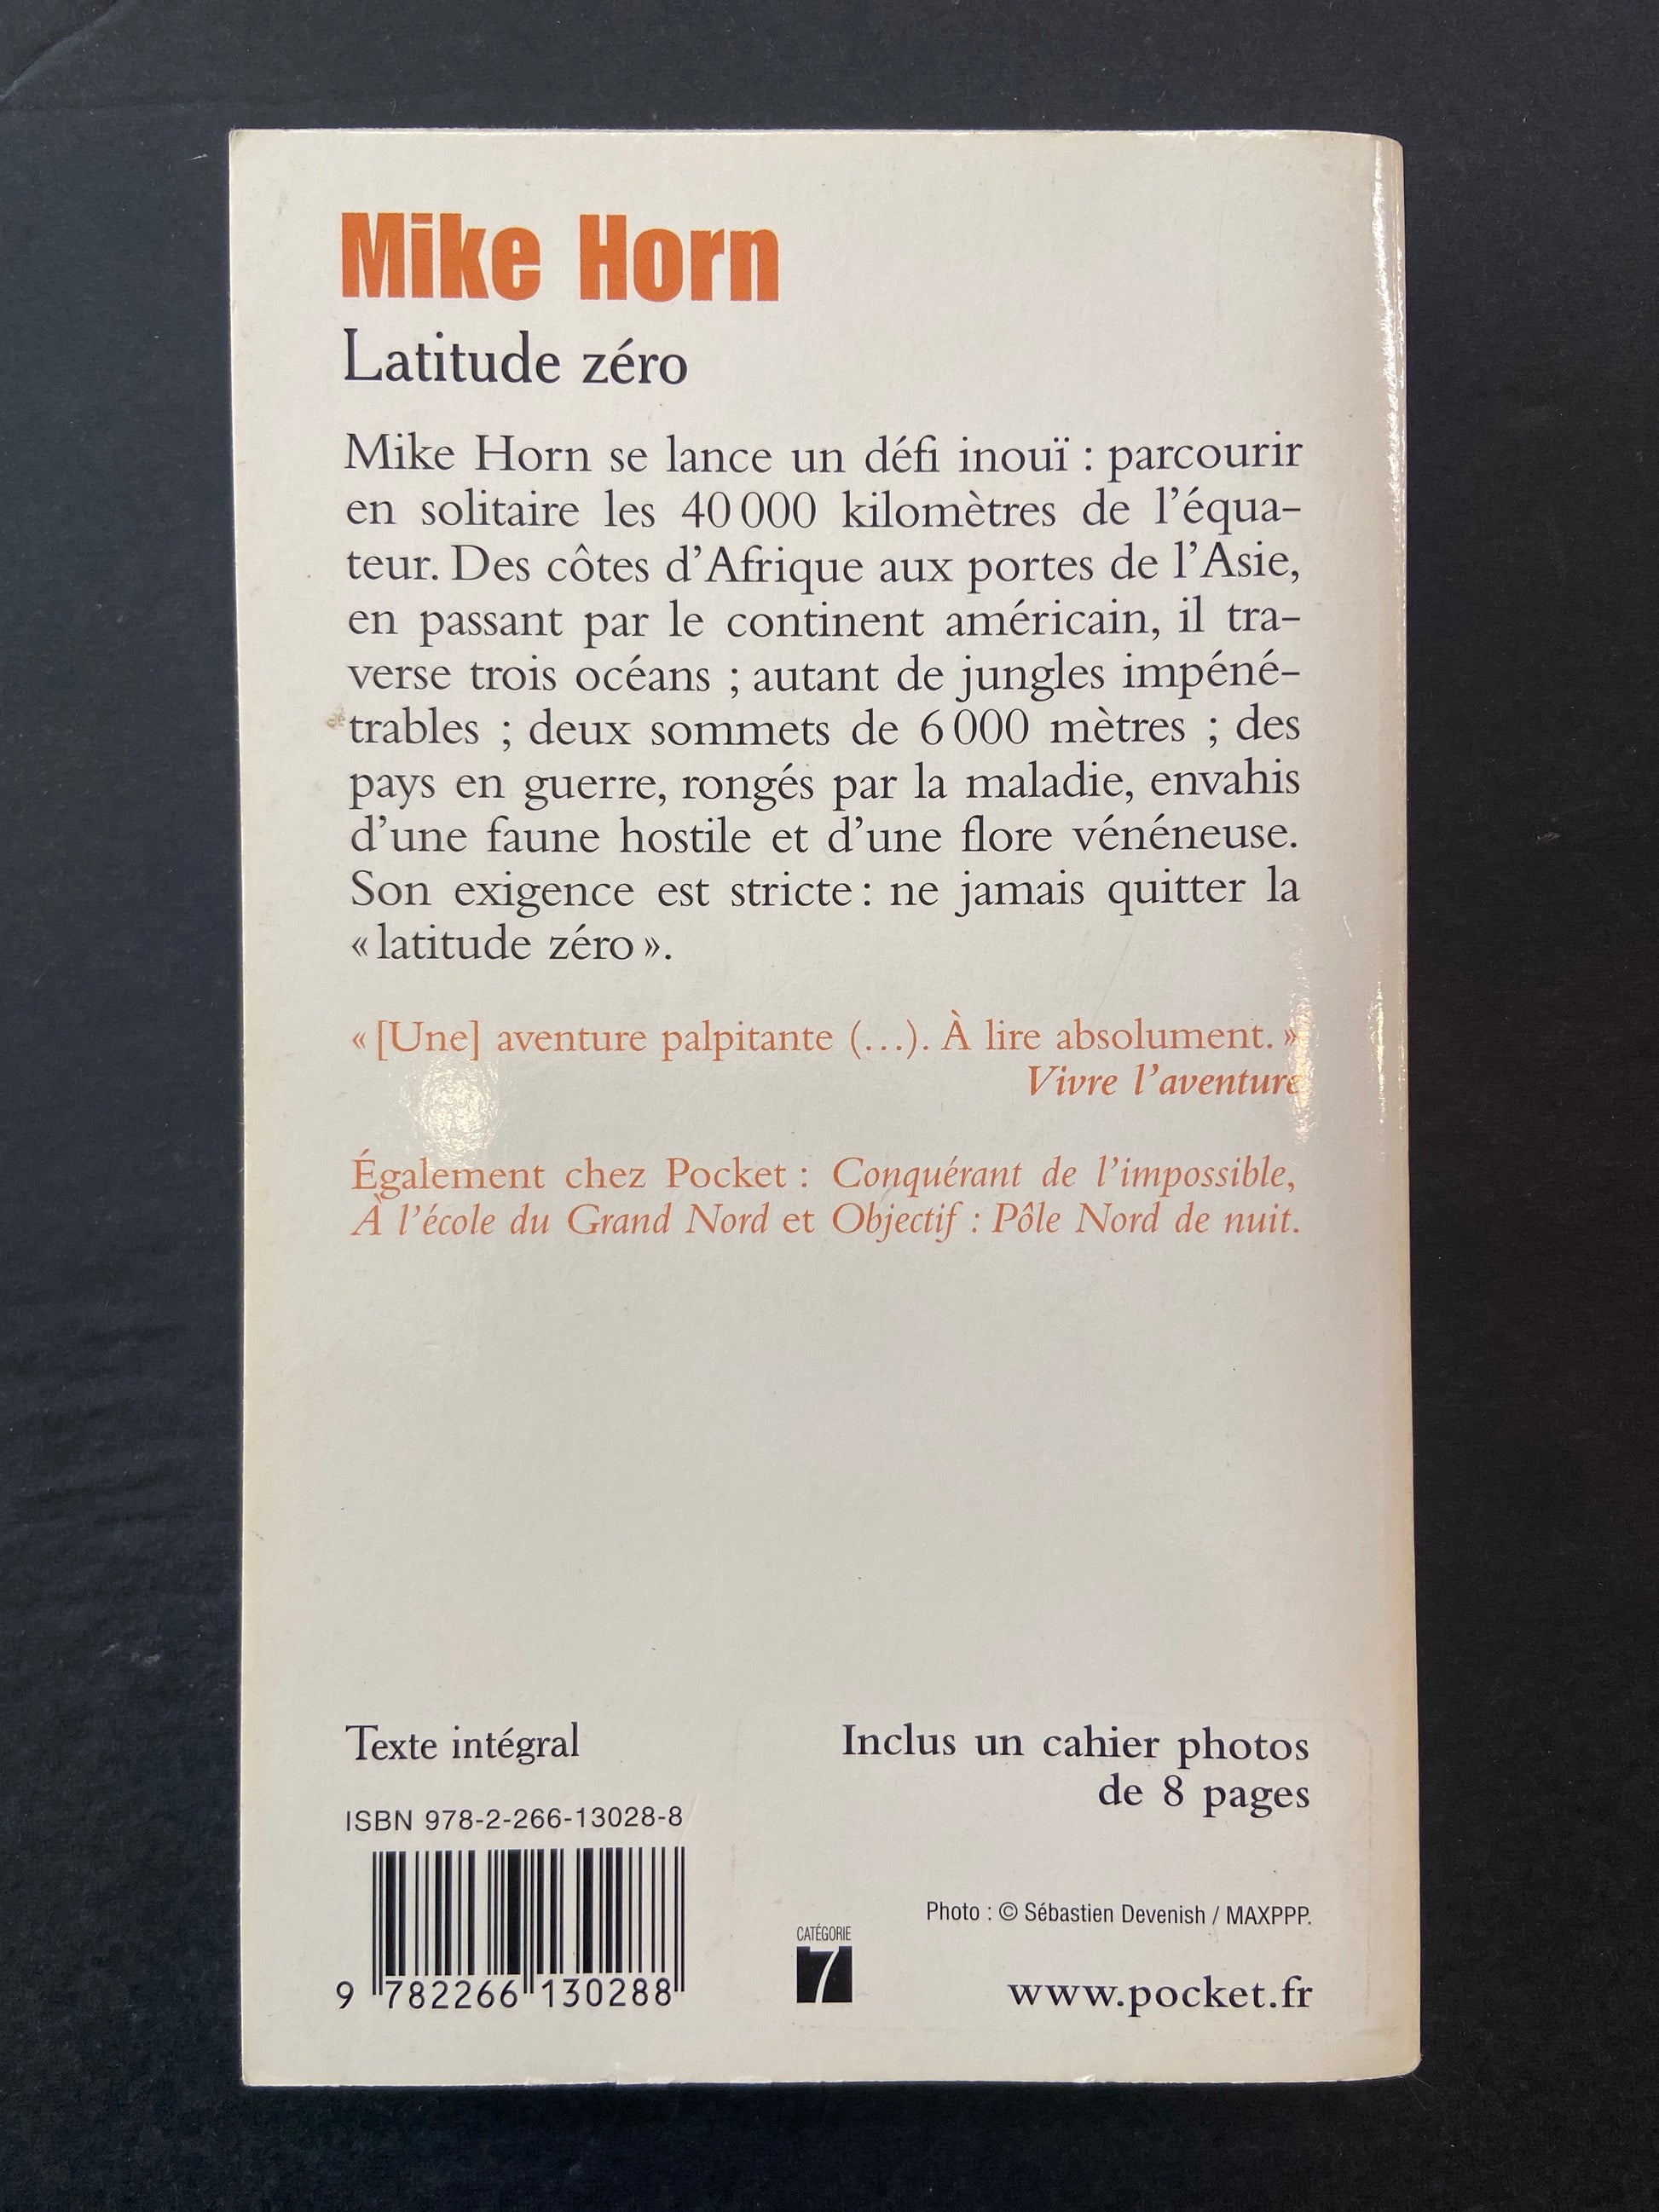 Mike Horn
Latitude zéro
Mike Horn se lance un défi inouï : parcourir
en solitaire les 40 000 kilomètres de l'équa-
teur. Des côtes d'Afrique aux portes de l'Asie,
en passant par le continent américain, il tra-
verse trois océans ; autant de jungles impéné-
trables ; deux sommets de 6 000 mètres ; des
pays en guerre, rongés par la maladie, envahis
d'une faune hostile et d'une flore vénéneuse.
Son exigence est stricte : ne jamais quitter la
« latitude zéro ».
« [Une] aventure palpitante (…). À lire absolument. »
Vivre l'aventure
Également chez Pocket : Conquérant de l'impossible,
À l'école du Grand Nord et Objectif : Pôle Nord de nuit.
Texte intégral
Inclus un cahier photos
de 8 pages
ISBN 978-2-266-13028-8
9 782266 130288
CATÉGORIE
7
Photo : © Sébastien Devenish / MAXPPP.
www.pocket.fr